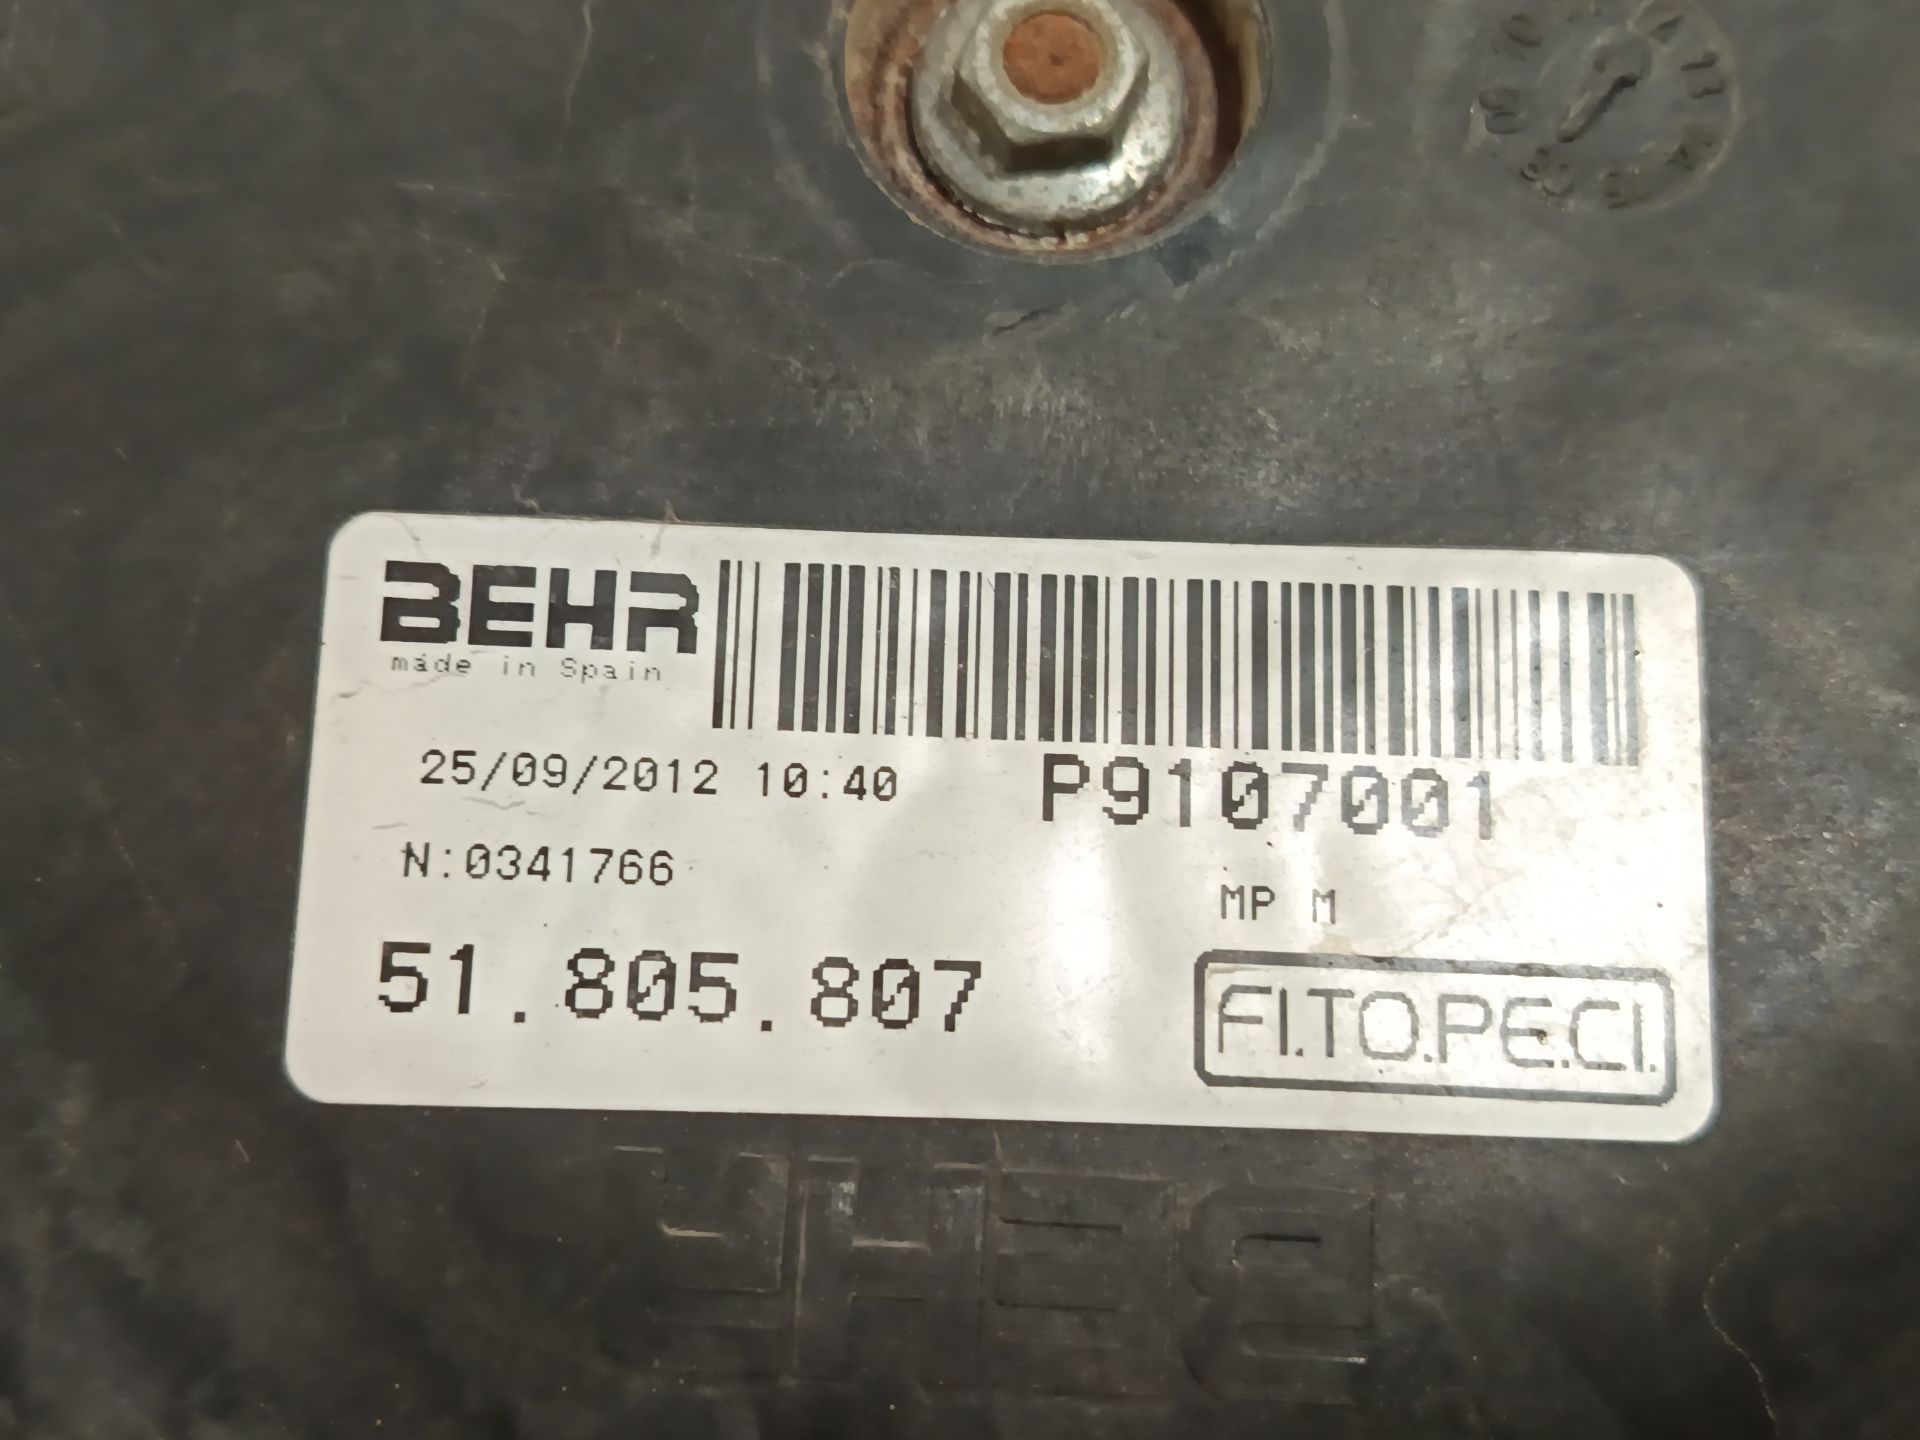 BEHR
made in Spain
25/09/2012 10:40
P9107001
N:0341766
MP M
51.805.807
FI.TO.PE.CI.
BEHR